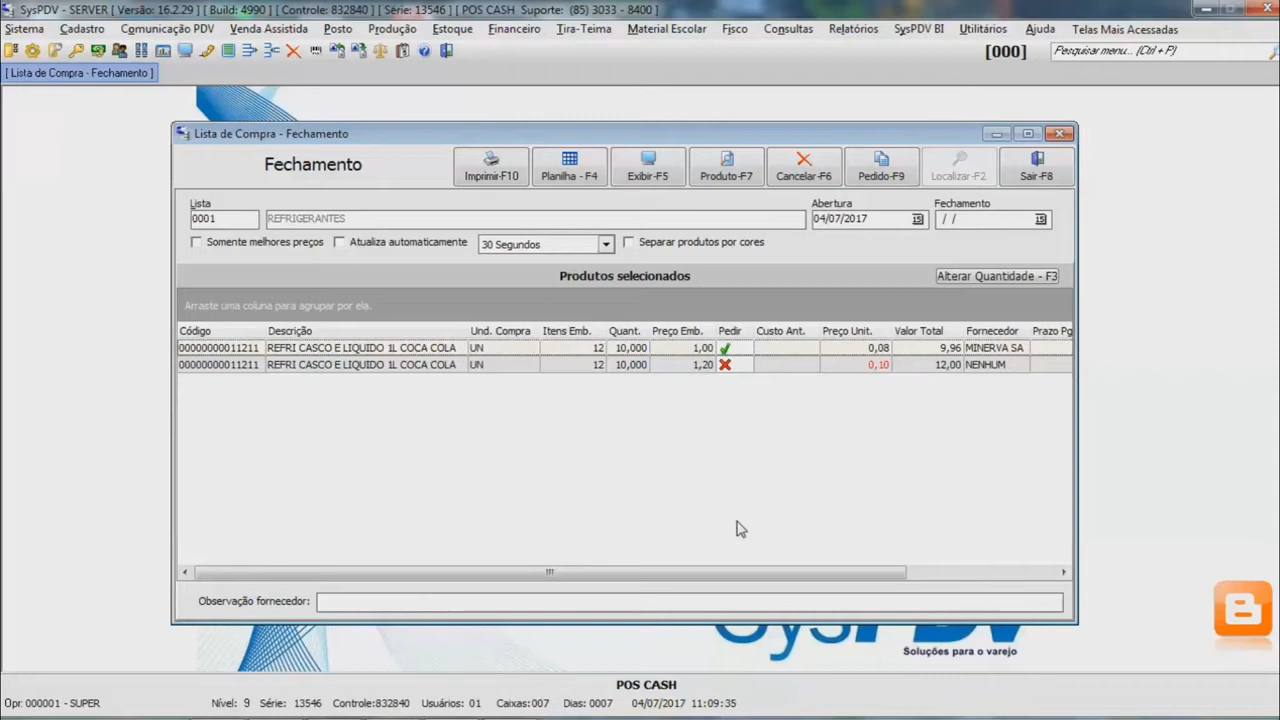 SysPDV - SERVER [ Versão: 16.2.29 ] [ Build: 4990 ] [ Controle: 832840 ] [ Série: 13546 ] [ POS CASH Suporte: (85) 3033 - 8400 ]
Sistema Cadastro Comunicação PDV Venda Assistida Posto Produção Estoque Financeiro Tira-Teima Material Escolar Fisco Consultas Relatórios SysPDV BI Utilitários Ajuda Telas Mais Acessadas
[000] Pesquisar menu... (Ctrl + P)
[ Lista de Compra - Fechamento ]
Lista de Compra - Fechamento
Fechamento
Imprimir-F10 Planilha - F4 Exibir-F5 Produto-F7 Cancelar-F6 Pedido-F9 Localizar-F2 Sair-F8
Lista Abertura Fechamento
0001 REFRIGERANTES 04/07/2017 15 / / 15
Somente melhores preços Atualiza automaticamente 30 Segundos Separar produtos por cores
Produtos selecionados Alterar Quantidade - F3
Arraste uma coluna para agrupar por ela.
Código Descrição Und. Compra Itens Emb. Quant. Preço Emb. Pedir Custo Ant. Preço Unit. Valor Total Fornecedor Prazo Pg
00000000011211 REFRI CASCO E LIQUIDO 1L COCA COLA UN 12 10,000 1,00 0,08 9,96 MINERVA SA
00000000011211 REFRI CASCO E LIQUIDO 1L COCA COLA UN 12 10,000 1,20 0,10 12,00 NENHUM
Observação fornecedor:
SysPDV
Soluções para o varejo
POS CASH
Opr: 000001 - SUPER Nível: 9 Série: 13546 Controle:832840 Usuários: 01 Caixas:007 Dias: 0007 04/07/2017 11:09:35